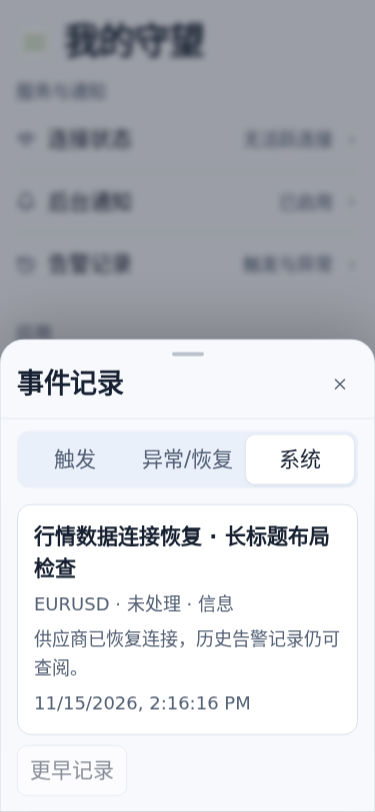 我的守望
服务与通知
连接状态
无活跃连接
后台通知
已启用
告警记录
触发与异常
事件记录
×
触发
异常/恢复
系统
行情数据连接恢复 · 长标题布局
检查
EURUSD · 未处理 · 信息
供应商已恢复连接，历史告警记录仍可
查阅。
11/15/2026, 2:16:16 PM
更早记录